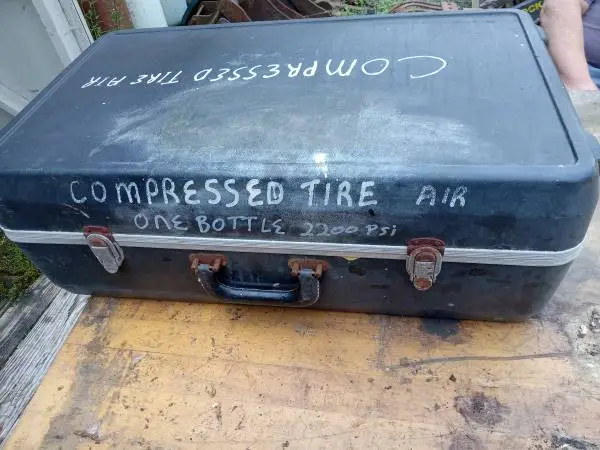 COMPRESSED TIRE AIR
COMPRESSED TIRE AIR
ONE BOTTLE 2200 PSI